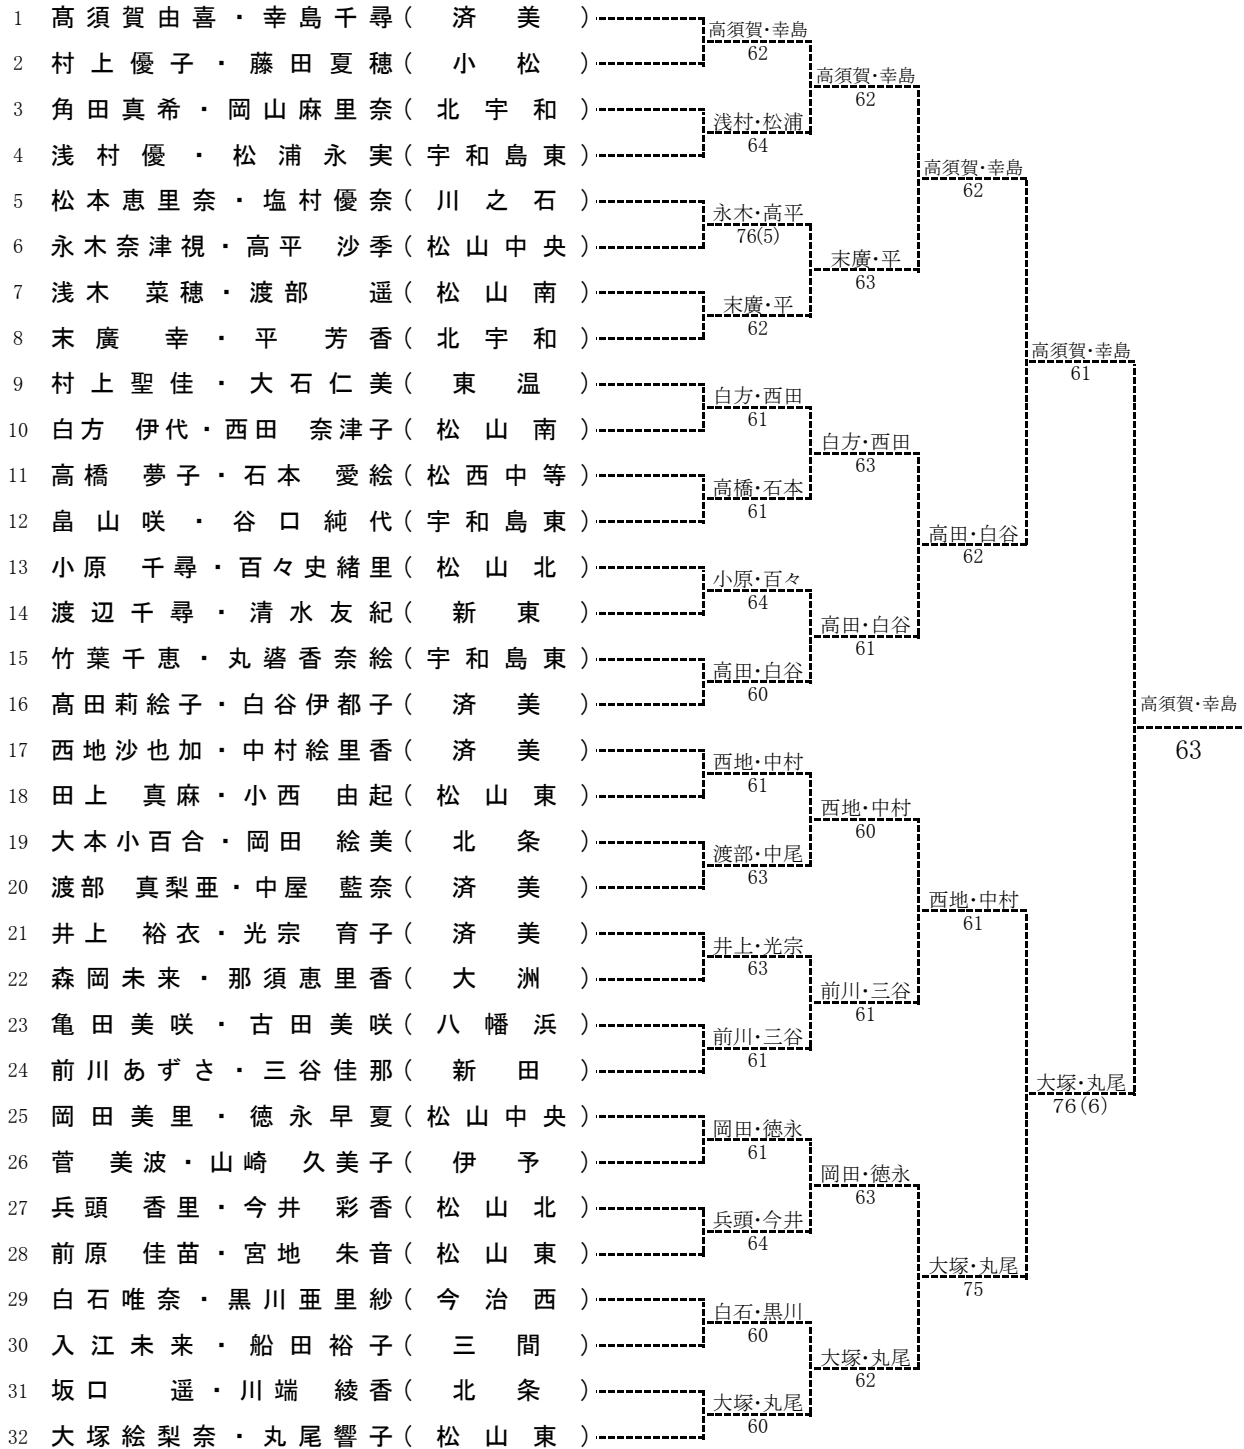 1 髙須賀由喜・幸島千尋(済美)
2 村上優子・藤田夏穂(小松)
3 角田真希・岡山麻里奈(北宇和)
4 浅村優・松浦永実(宇和島東)
5 松本恵里奈・塩村優奈(川之石)
6 永木奈津視・高平 沙季(松山中央)
7 浅木 菜穂・渡部 遥(松山南)
8 末廣 幸・平 芳香(北宇和)
9 村上聖佳・大石仁美(東温)
10 白方 伊代・西田 奈津子(松山南)
11 高橋 夢子・石本 愛絵(松西中等)
12 畠山咲・谷口純代(宇和島東)
13 小原 千尋・百々史緒里(松山北)
14 渡辺千尋・清水友紀(新東)
15 竹葉千恵・丸碆香奈絵(宇和島東)
16 髙田莉絵子・白谷伊都子(済美)
17 西地沙也加・中村絵里香(済美)
18 田上 真麻・小西 由起(松山東)
19 大本小百合・岡田 絵美(北条)
20 渡部 真梨亜・中屋 藍奈(済美)
21 井上 裕衣・光宗 育子(済美)
22 森岡未来・那須恵里香(大洲)
23 亀田美咲・古田美咲(八幡浜)
24 前川あずさ・三谷佳那(新田)
25 岡田美里・徳永早夏(松山中央)
26 菅 美波・山崎 久美子(伊予)
27 兵頭 香里・今井 彩香(松山北)
28 前原 佳苗・宮地 朱音(松山東)
29 白石唯奈・黒川亜里紗(今治西)
30 入江未来・船田裕子(三間)
31 坂口 遥・川端 綾香(北条)
32 大塚絵梨奈・丸尾響子(松山東)
高須賀・幸島
62
浅村・松浦
64
永木・高平
76(5)
末廣・平
62
白方・西田
61
高橋・石本
61
小原・百々
64
高田・白谷
60
西地・中村
61
渡部・中尾
63
井上・光宗
63
前川・三谷
61
岡田・徳永
61
兵頭・今井
64
白石・黒川
60
大塚・丸尾
60
高須賀・幸島
62
末廣・平
63
白方・西田
63
高田・白谷
61
西地・中村
60
前川・三谷
61
岡田・徳永
63
大塚・丸尾
62
高須賀・幸島
62
高田・白谷
62
西地・中村
61
大塚・丸尾
75
高須賀・幸島
61
大塚・丸尾
76(6)
高須賀・幸島
63